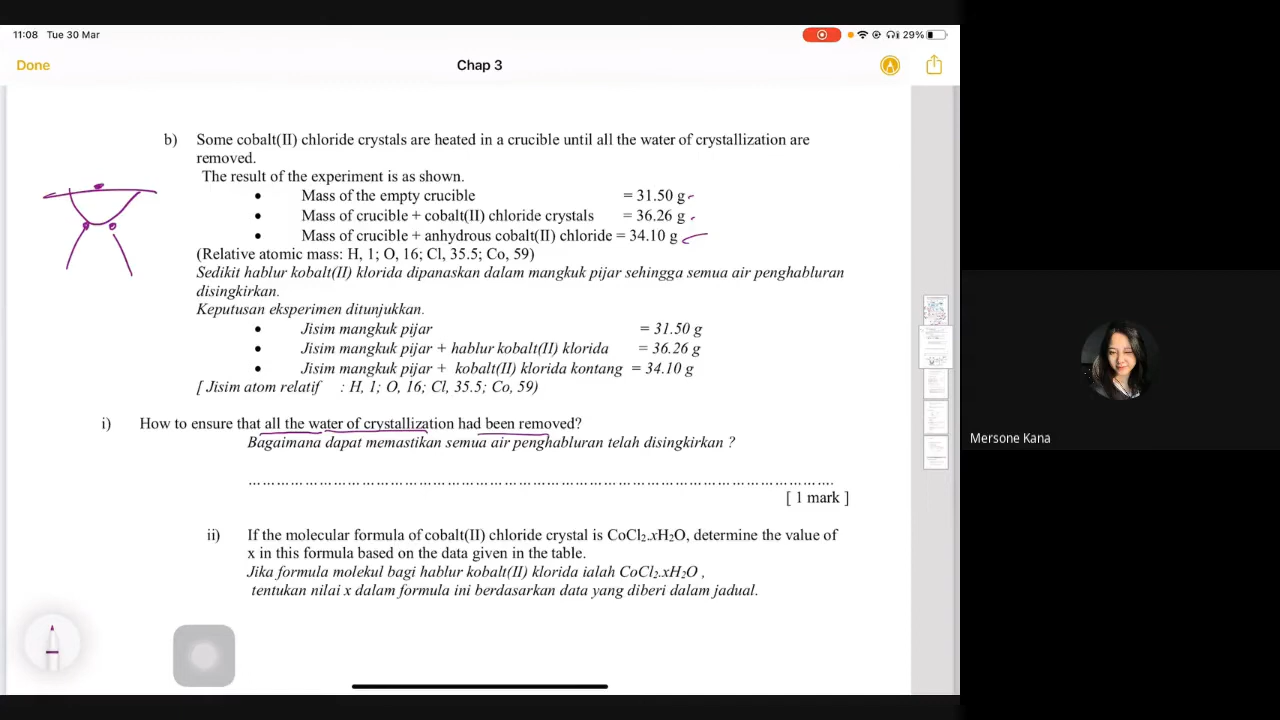 11:08 Tue 30 Mar
29%
Done
Chap 3
b) Some cobalt(II) chloride crystals are heated in a crucible until all the water of crystallization are
removed.
The result of the experiment is as shown.
• Mass of the empty crucible = 31.50 g
• Mass of crucible + cobalt(II) chloride crystals = 36.26 g
• Mass of crucible + anhydrous cobalt(II) chloride = 34.10 g
(Relative atomic mass: H, 1; O, 16; Cl, 35.5; Co, 59)
Sedikit hablur kobalt(II) klorida dipanaskan dalam mangkuk pijar sehingga semua air penghabluran
disingkirkan.
Keputusan eksperimen ditunjukkan.
• Jisim mangkuk pijar = 31.50 g
• Jisim mangkuk pijar + hablur kobalt(II) klorida = 36.26 g
• Jisim mangkuk pijar + kobalt(II) klorida kontang = 34.10 g
[ Jisim atom relatif : H, 1; O, 16; Cl, 35.5; Co, 59)
i) How to ensure that all the water of crystallization had been removed?
Bagaimana dapat memastikan semua air penghabluran telah disingkirkan ?
Mersone Kana
[ 1 mark ]
ii) If the molecular formula of cobalt(II) chloride crystal is CoCl₂.xH₂O, determine the value of
x in this formula based on the data given in the table.
Jika formula molekul bagi hablur kobalt(II) klorida ialah CoCl₂.xH₂O ,
tentukan nilai x dalam formula ini berdasarkan data yang diberi dalam jadual.